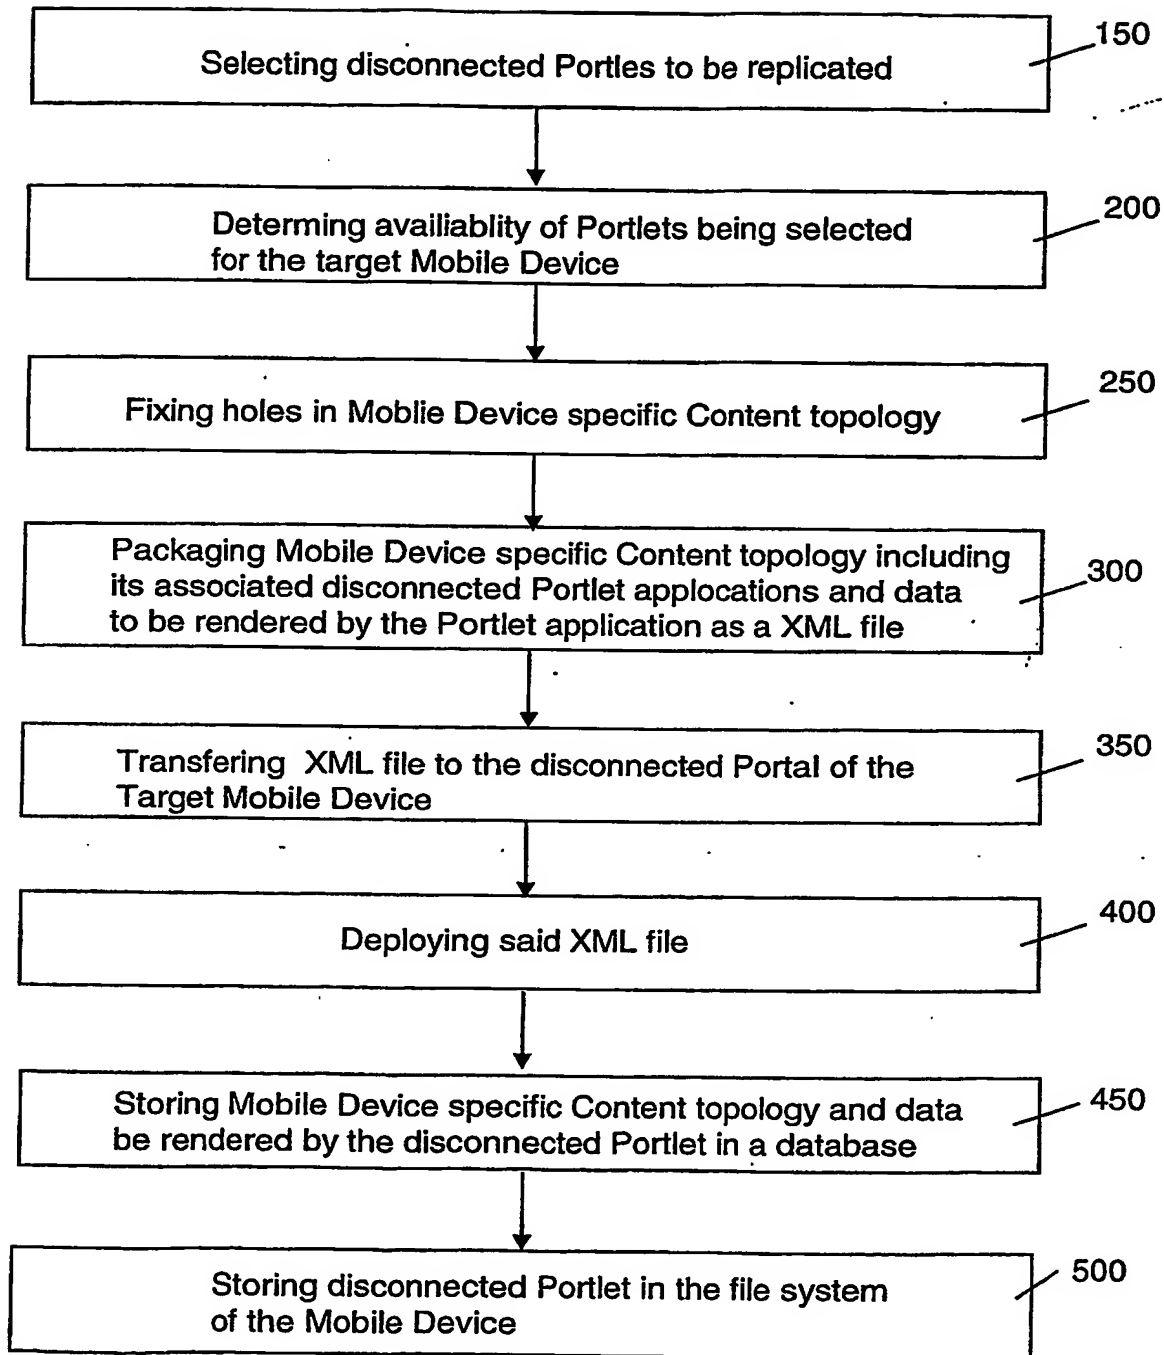 Selecting disconnected Portles to be replicated
150
Determing availiablity of Portlets being selected
for the target Mobile Device
200
Fixing holes in Moblie Device specific Content topology
250
Packaging Mobile Device specific Content topology including
its associated disconnected Portlet applocations and data
to be rendered by the Portlet application as a XML file
300
Transfering XML file to the disconnected Portal of the
Target Mobile Device
350
Deploying said XML file
400
Storing Mobile Device specific Content topology and data
be rendered by the disconnected Portlet in a database
450
Storing disconnected Portlet in the file system
of the Mobile Device
500